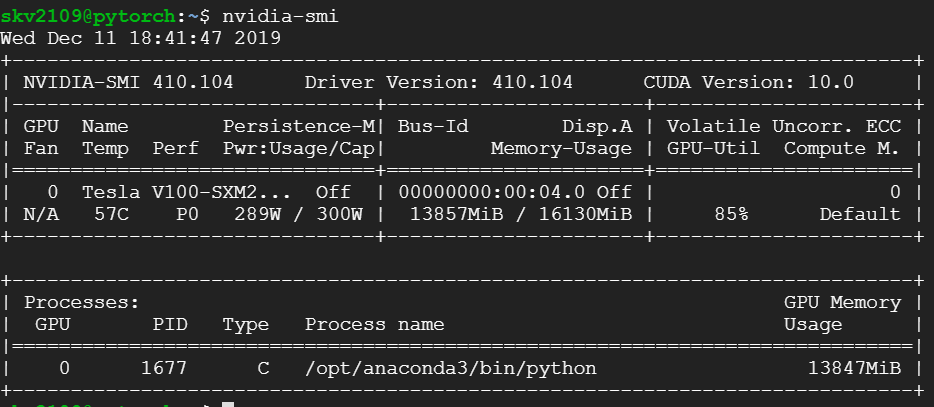 skv2109@pytorch:~$ nvidia-smi
Wed Dec 11 18:41:47 2019
+-----------------------------------------------------------------------------+
| NVIDIA-SMI 410.104      Driver Version: 410.104      CUDA Version: 10.0     |
|-------------------------------+----------------------+----------------------+
| GPU  Name        Persistence-M| Bus-Id        Disp.A | Volatile Uncorr. ECC |
| Fan  Temp  Perf  Pwr:Usage/Cap|         Memory-Usage | GPU-Util  Compute M. |
|===============================+======================+======================|
|   0  Tesla V100-SXM2...  Off  | 00000000:00:04.0 Off |                    0 |
| N/A   57C    P0   289W / 300W |  13857MiB / 16130MiB |     85%      Default |
+-------------------------------+----------------------+----------------------+

+-----------------------------------------------------------------------------+
| Processes:                                                       GPU Memory |
|  GPU       PID   Type   Process name                             Usage      |
|=============================================================================|
|    0      1677      C   /opt/anaconda3/bin/python                  13847MiB |
+-----------------------------------------------------------------------------+